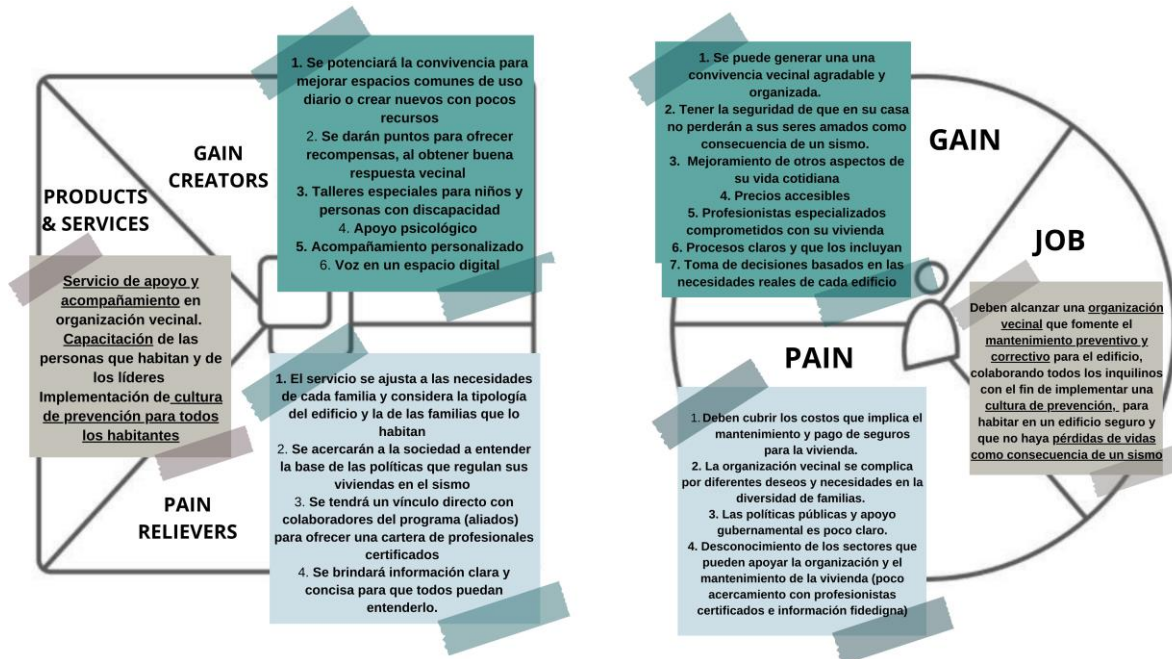 GAIN
CREATORS
PRODUCTS
& SERVICES
1. Se potenciará la convivencia para
mejorar espacios comunes de uso
diario o crear nuevos con pocos
recursos
2. Se darán puntos para ofrecer
recompensas, al obtener buena
respuesta vecinal
3. Talleres especiales para niños y
personas con discapacidad
4. Apoyo psicológico
5. Acompañamiento personalizado
6. Voz en un espacio digital
Servicio de apoyo y
acompañamiento en
organización vecinal.
Capacitación de las
personas que habitan y de
los líderes
Implementación de cultura
de prevención para todos
los habitantes
PAIN
RELIEVERS
1. El servicio se ajusta a las necesidades
de cada familia y considera la tipología
del edificio y la de las familias que lo
habitan
2. Se acercarán a la sociedad a entender
la base de las políticas que regulan sus
viviendas en el sismo
3. Se tendrá un vínculo directo con
colaboradores del programa (aliados)
para ofrecer una cartera de profesionales
certificados
4. Se brindará información clara y
concisa para que todos puedan
entenderlo.
1. Se puede generar una una
convivencia vecinal agradable y
organizada.
2. Tener la seguridad de que en su casa
no perderán a sus seres amados como
consecuencia de un sismo.
3. Mejoramiento de otros aspectos de
su vida cotidiana
4. Precios accesibles
5. Profesionistas especializados
comprometidos con su vivienda
6. Procesos claros y que los incluyan
7. Toma de decisiones basados en las
necesidades reales de cada edificio
GAIN
JOB
Deben alcanzar una organización
vecinal que fomente el
mantenimiento preventivo y
correctivo para el edificio,
colaborando todos los inquilinos
con el fin de implementar una
cultura de prevención, para
habitar en un edificio seguro y
que no haya pérdidas de vidas
como consecuencia de un sismo
PAIN
1. Deben cubrir los costos que implica el
mantenimiento y pago de seguros
para la vivienda.
2. La organización vecinal se complica
por diferentes deseos y necesidades en la
diversidad de familias.
3. Las políticas públicas y apoyo
gubernamental es poco claro.
4. Desconocimiento de los sectores que
pueden apoyar la organización y el
mantenimiento de la vivienda (poco
acercamiento con profesionistas
certificados e información fidedigna)